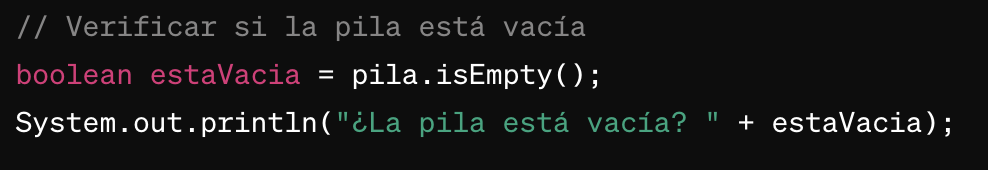 // Verificar si la pila está vacía
boolean estaVacia = pila.isEmpty();
System.out.println("¿La pila está vacía? " + estaVacia);